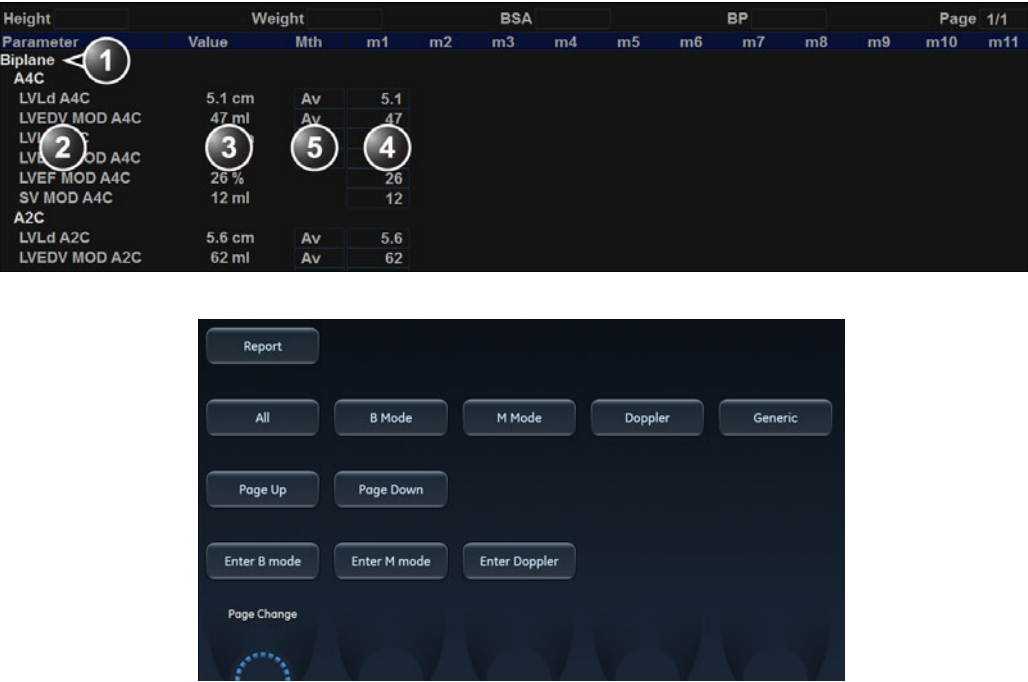 Height Weight BSA BP Page 1/1
Parameter Value Mth m1 m2 m3 m4 m5 m6 m7 m8 m9 m10 m11
Biplane 1
A4C
LVLd A4C 5.1 cm Av 5.1
LVEDV MOD A4C 47 ml Av 47
2 3 5 4
MOD A4C
LVEF MOD A4C 26 % 26
SV MOD A4C 12 ml 12
A2C
LVLd A2C 5.6 cm Av 5.6
LVEDV MOD A2C 62 ml Av 62
Report
All B Mode M Mode Doppler Generic
Page Up Page Down
Enter B mode Enter M mode Enter Doppler
Page Change